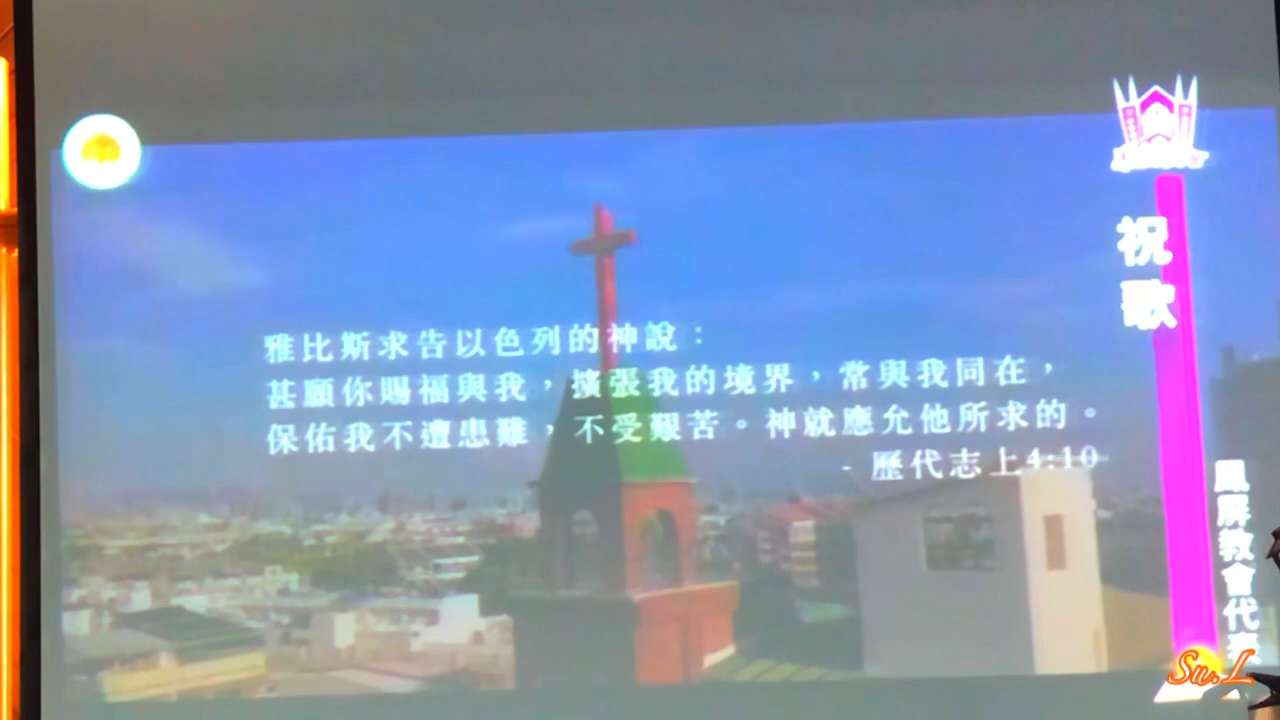 雅比斯求告以色列的神說：
甚願你賜福與我，擴張我的境界，常與我同在，
保佑我不遭患難，不受艱苦。神就應允他所求的。
- 歷代志上4:10
祝歌
鳳屏教會代表
Su.L